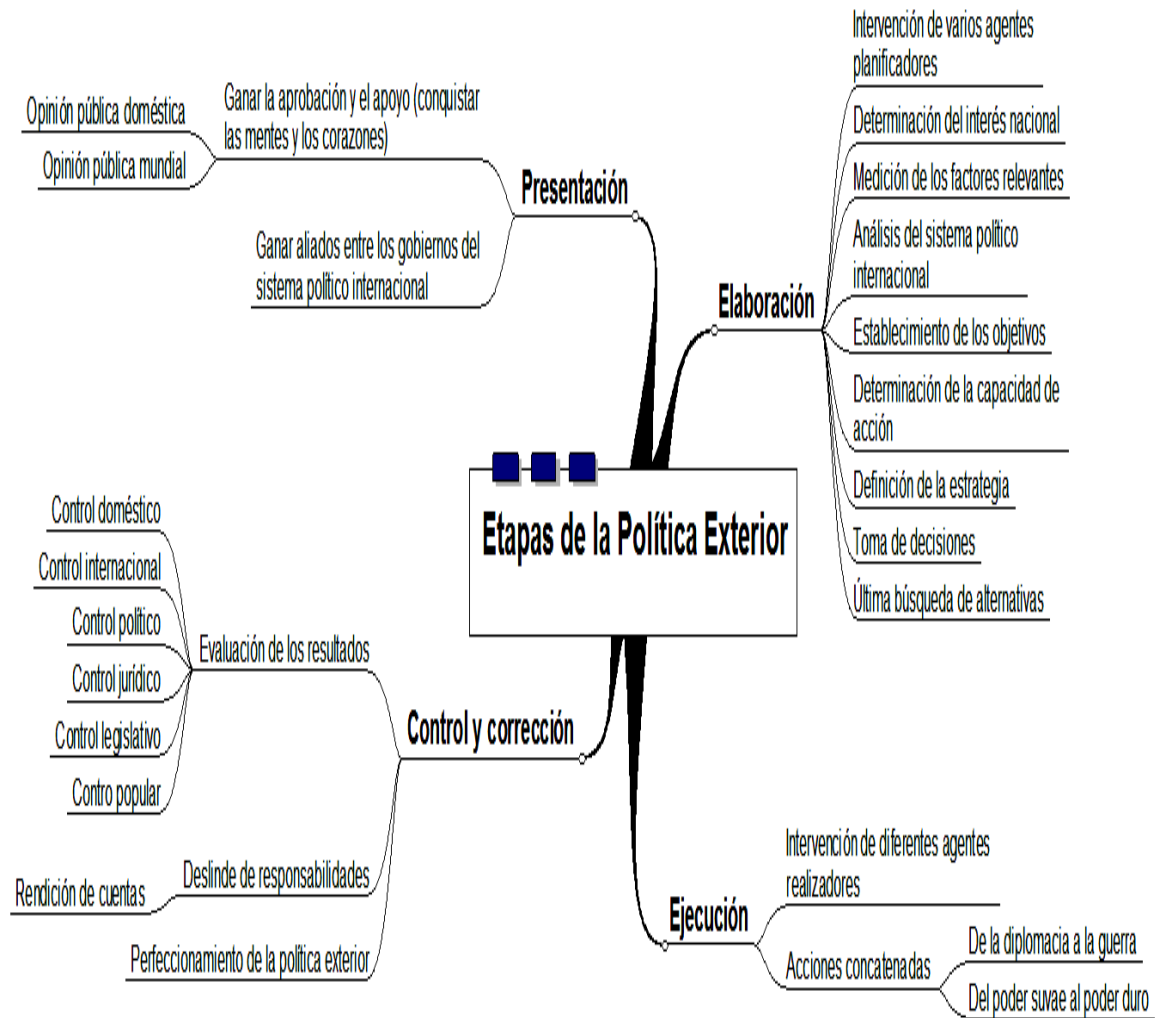 Etapas de la Política Exterior
Elaboración
Intervención de varios agentes
planificadores
Determinación del interés nacional
Medición de los factores relevantes
Análisis del sistema político
internacional
Establecimiento de los objetivos
Determinación de la capacidad de
acción
Definición de la estrategia
Toma de decisiones
Última búsqueda de alternativas
Presentación
Ganar la aprobación y el apoyo (conquistar
las mentes y los corazones)
Opinión pública doméstica
Opinión pública mundial
Ganar aliados entre los gobiernos del
sistema político internacional
Ejecución
Intervención de diferentes agentes
realizadores
Acciones concatenadas
De la diplomacia a la guerra
Del poder suvae al poder duro
Control y corrección
Evaluación de los resultados
Control doméstico
Control internacional
Control político
Control jurídico
Control legislativo
Contro popular
Deslinde de responsabilidades
Rendición de cuentas
Perfeccionamiento de la política exterior